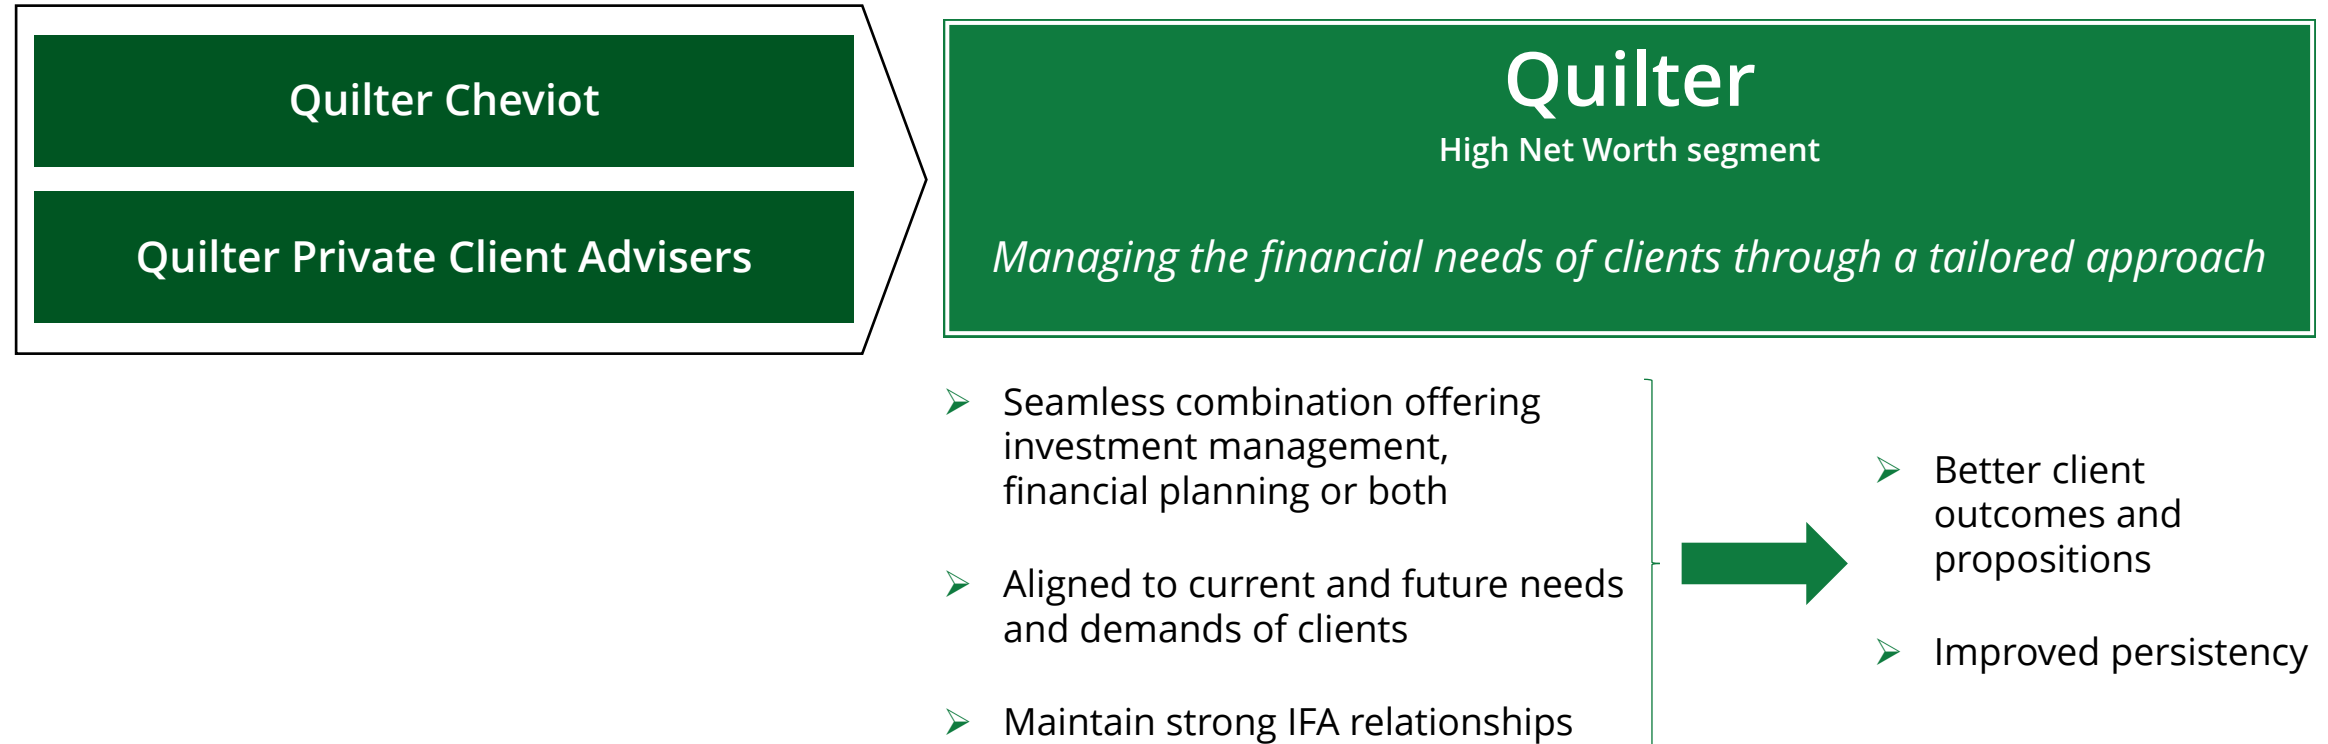 Quilter Cheviot
Quilter Private Client Advisers
Quilter
High Net Worth segment
Managing the financial needs of clients through a tailored approach
Seamless combination offering
investment management,
financial planning or both
Aligned to current and future needs
and demands of clients
Maintain strong IFA relationships
Better client
outcomes and
propositions
Improved persistency